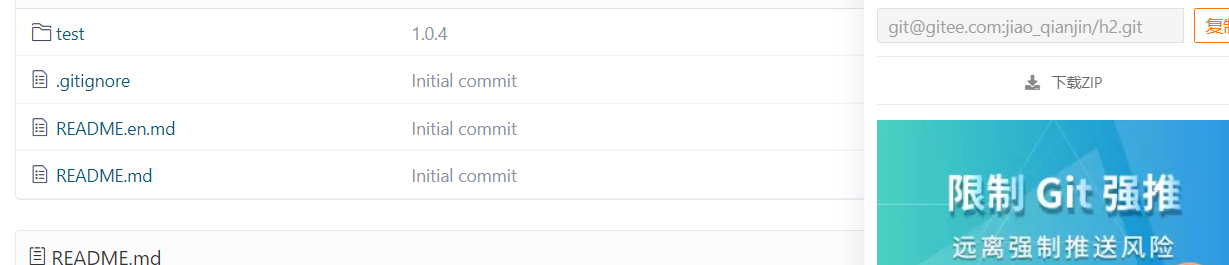 test 1.0.4
.gitignore Initial commit
README.en.md Initial commit
README.md Initial commit
README.md
git@gitee.com:jiao_qianjin/h2.git
下载ZIP
限制 Git 强推
远离强制推送风险